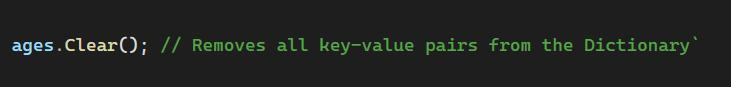 ages.Clear(); // Removes all key-value pairs from the Dictionary`